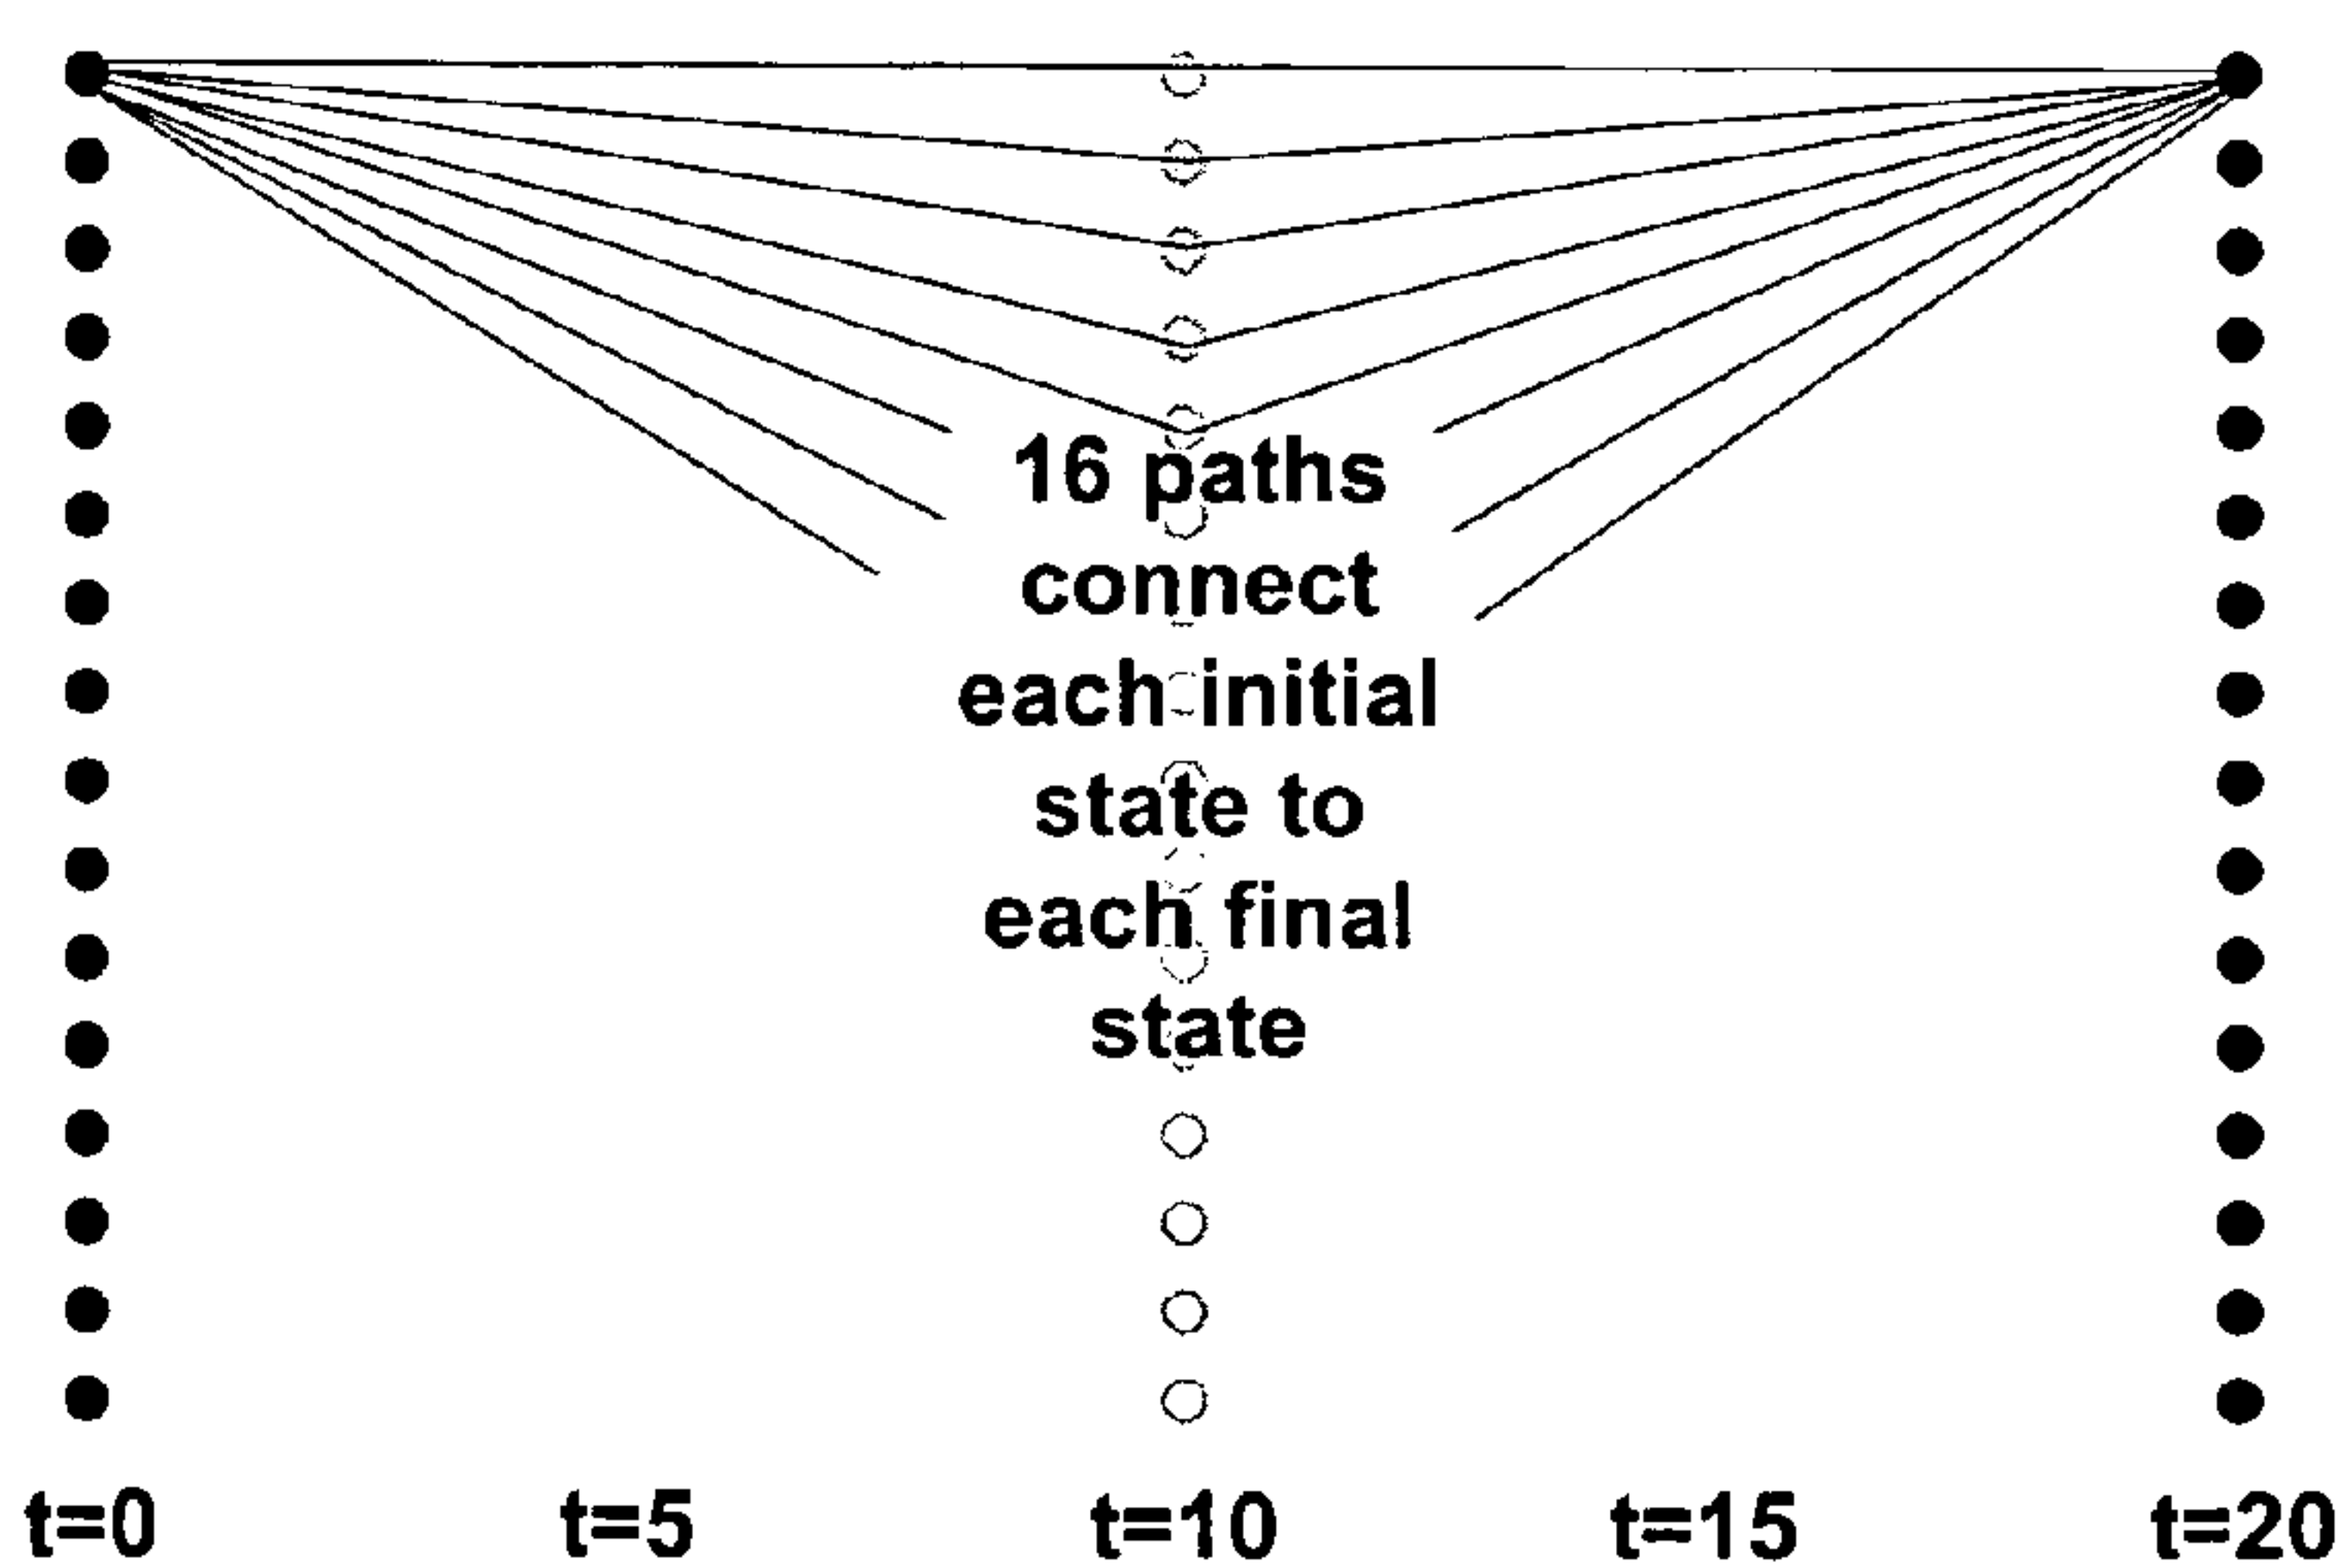 16 paths
connect
each initial
state to
each final
state
t=0 t=5 t=10 t=15 t=20